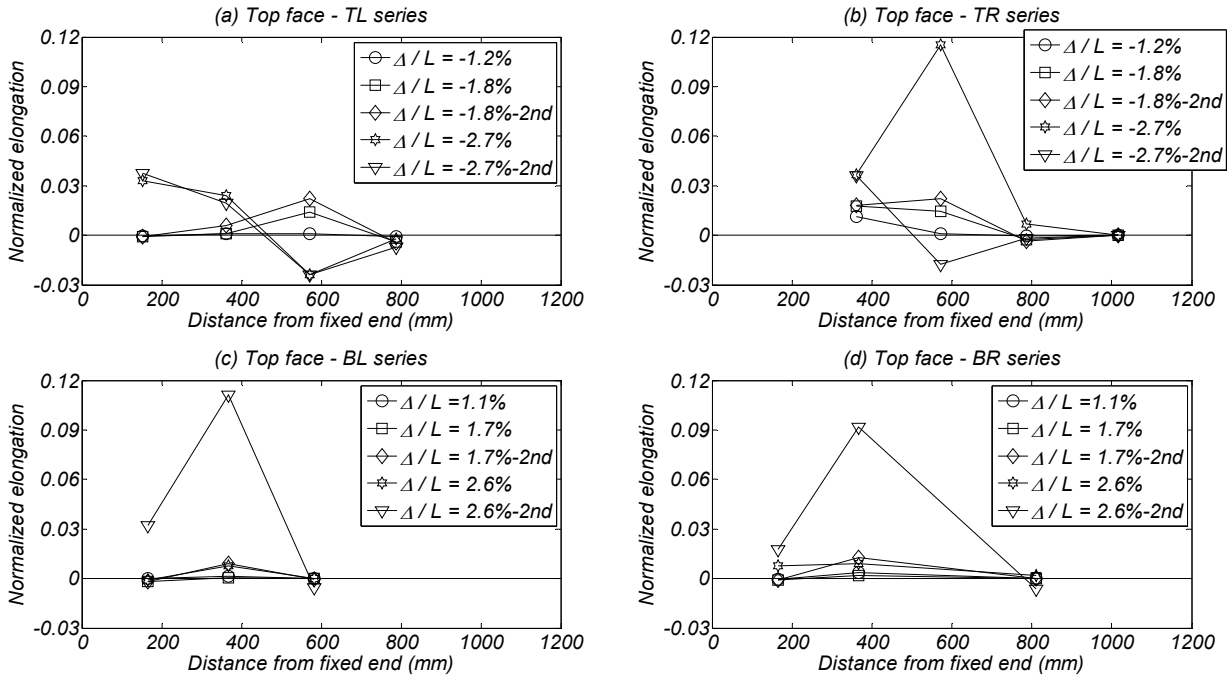 (a) Top face - TL series
0.12
0.09
0.06
0.03
0
-0.03
Normalized elongation
Δ / L = -1.2%
Δ / L = -1.8%
Δ / L = -1.8%-2nd
Δ / L = -2.7%
Δ / L = -2.7%-2nd
0 200 400 600 800 1000 1200
Distance from fixed end (mm)
(b) Top face - TR series
0.12
0.09
0.06
0.03
0
-0.03
Normalized elongation
Δ / L = -1.2%
Δ / L = -1.8%
Δ / L = -1.8%-2nd
Δ / L = -2.7%
Δ / L = -2.7%-2nd
0 200 400 600 800 1000 1200
Distance from fixed end (mm)
(c) Top face - BL series
0.12
0.09
0.06
0.03
0
-0.03
Normalized elongation
Δ / L =1.1%
Δ / L = 1.7%
Δ / L = 1.7%-2nd
Δ / L = 2.6%
Δ / L = 2.6%-2nd
0 200 400 600 800 1000 1200
Distance from fixed end (mm)
(d) Top face - BR series
0.12
0.09
0.06
0.03
0
-0.03
Normalized elongation
Δ / L =1.1%
Δ / L = 1.7%
Δ / L = 1.7%-2nd
Δ / L = 2.6%
Δ / L = 2.6%-2nd
0 200 400 600 800 1000 1200
Distance from fixed end (mm)